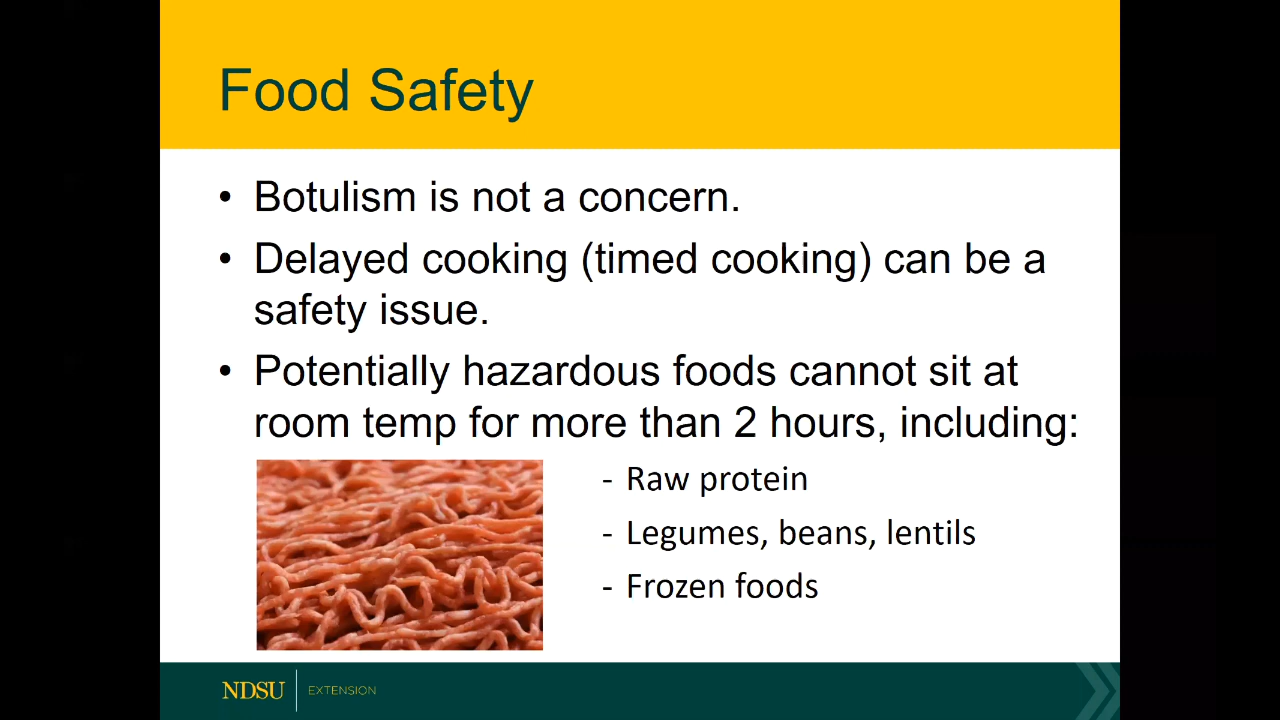 Food Safety
• Botulism is not a concern.
• Delayed cooking (timed cooking) can be a
safety issue.
• Potentially hazardous foods cannot sit at
room temp for more than 2 hours, including:
- Raw protein
- Legumes, beans, lentils
- Frozen foods
NDSU EXTENSION